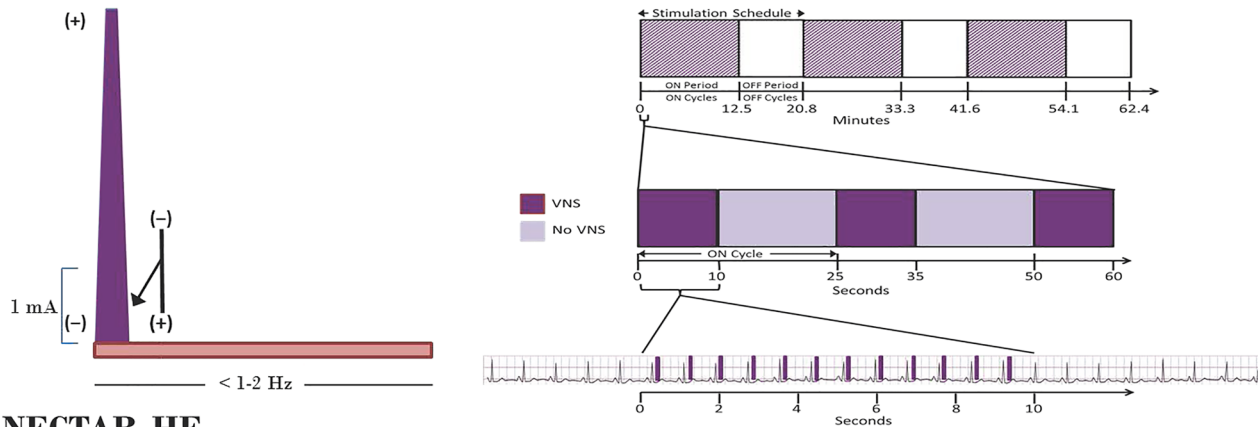 (+)
(−)
1 mA
(−)
(+)
< 1-2 Hz
Stimulation Schedule
ON Period
OFF Period
ON Cycles
OFF Cycles
0 12.5 20.8 33.3 41.6 54.1 62.4
Minutes
VNS
No VNS
ON Cycle
0 10 25 35 50 60
Seconds
0 2 4 6 8 10
Seconds